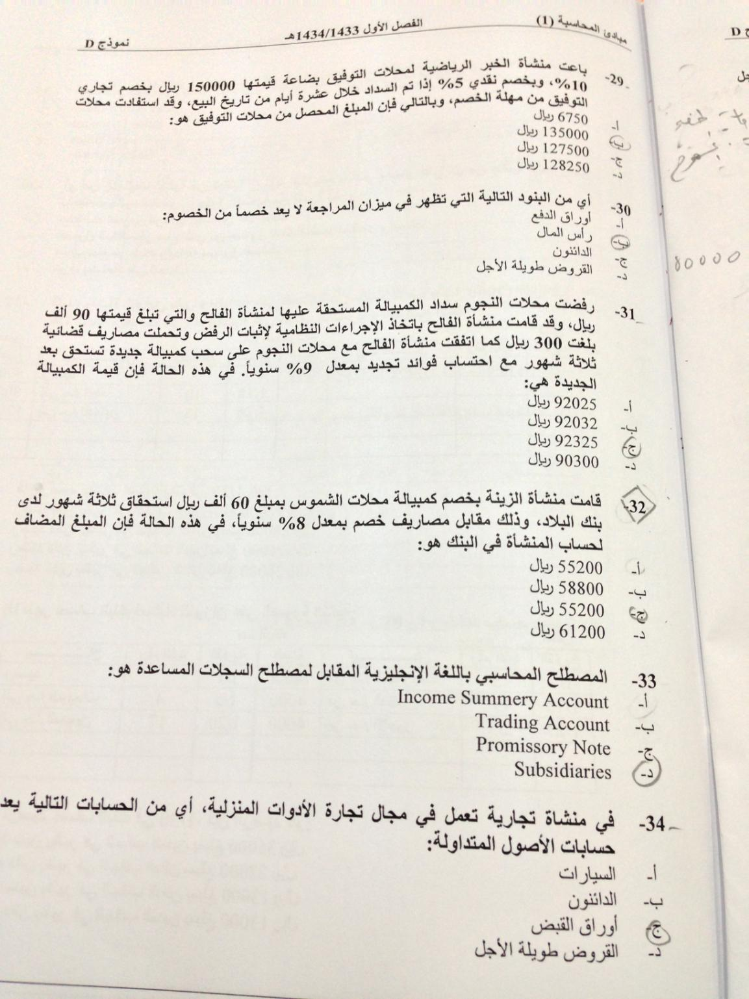 مبادئ المحاسبة (1)
الفصل الأول 1434/1433هـ
نموذج D
29- باعت منشأة الخبر الرياضية لمحلات التوفيق بضاعة قيمتها 150000 ريال بخصم تجاري
10%، وبخصم نقدي 5% إذا تم السداد خلال عشرة أيام من تاريخ البيع، وقد استفادت محلات
التوفيق من مهلة الخصم، وبالتالي فإن المبلغ المحصل من محلات التوفيق هو:
أ- 6750 ريال
ب- 135000 ريال
ج- 127500 ريال
د- 128250 ريال
30- أي من البنود التالية التي تظهر في ميزان المراجعة لا يعد خصماً من الخصوم:
أ- أوراق الدفع
ب- رأس المال
ج- الدائنون
د- القروض طويلة الأجل
31- رفضت محلات النجوم سداد الكمبيالة المستحقة عليها لمنشأة الفالح والتي تبلغ قيمتها 90 ألف
ريال، وقد قامت منشأة الفالح باتخاذ الإجراءات النظامية لإثبات الرفض وتحملت مصاريف قضائية
بلغت 300 ريال كما اتفقت منشأة الفالح مع محلات النجوم على سحب كمبيالة جديدة تستحق بعد
ثلاثة شهور مع احتساب فوائد تجديد بمعدل 9% سنوياً. في هذه الحالة فإن قيمة الكمبيالة
الجديدة هي:
أ- 92025 ريال
ب- 92032 ريال
ج- 92325 ريال
د- 90300 ريال
32- قامت منشأة الزينة بخصم كمبيالة محلات الشموس بمبلغ 60 ألف ريال استحقاق ثلاثة شهور لدى
بنك البلاد، وذلك مقابل مصاريف خصم بمعدل 8% سنوياً، في هذه الحالة فإن المبلغ المضاف
لحساب المنشأة في البنك هو:
أ- 55200 ريال
ب- 58800 ريال
ج- 55200 ريال
د- 61200 ريال
33- المصطلح المحاسبي باللغة الإنجليزية المقابل لمصطلح السجلات المساعدة هو:
أ- Income Summery Account
ب- Trading Account
ج- Promissory Note
د- Subsidiaries
34- في منشاة تجارية تعمل في مجال تجارة الأدوات المنزلية، أي من الحسابات التالية يعد
حسابات الأصول المتداولة:
أ- السيارات
ب- الدائنون
ج- أوراق القبض
د- القروض طويلة الأجل
ج D
جل
80000